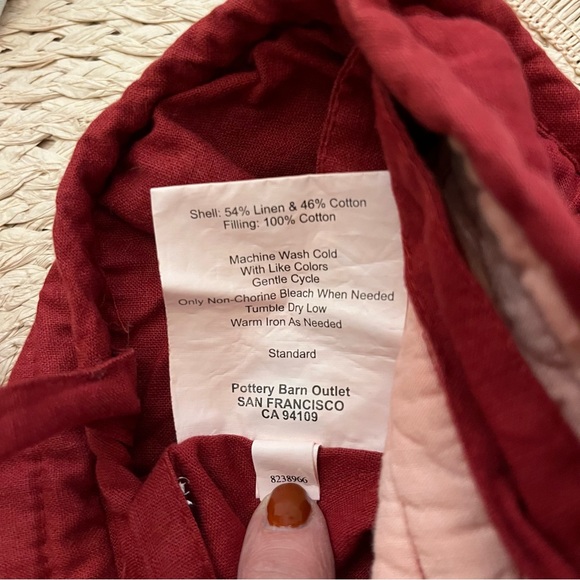 Shell: 54% Linen & 46% Cotton
Filling: 100% Cotton
Machine Wash Cold
With Like Colors
Gentle Cycle
Only Non-Chorine Bleach When Needed
Tumble Dry Low
Warm Iron As Needed
Standard
Pottery Barn Outlet
SAN FRANCISCO
CA 94109
8238966